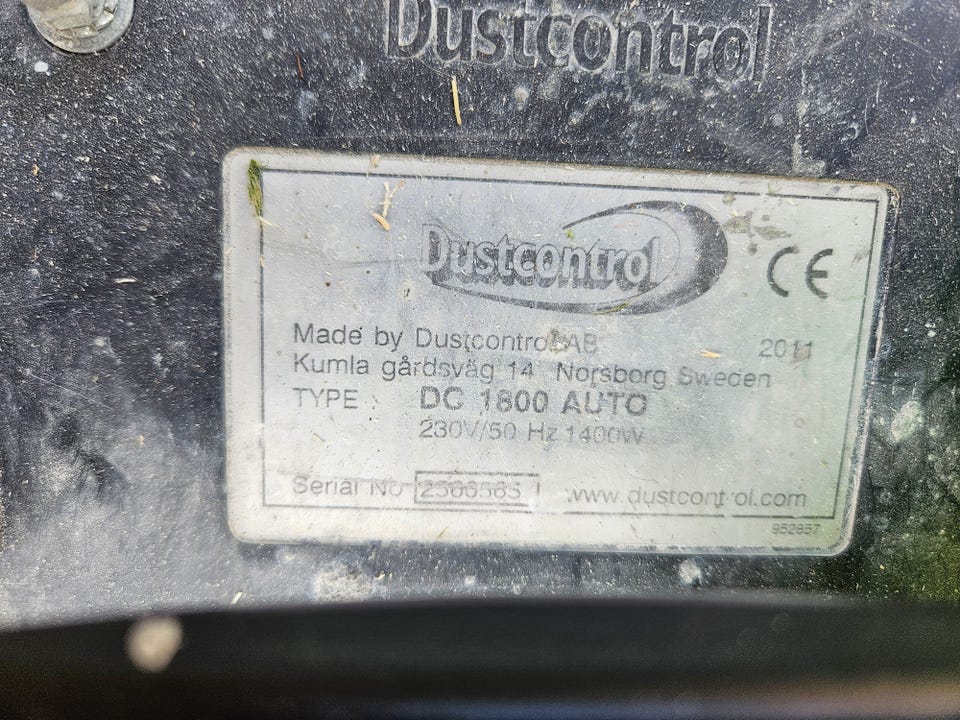 Dustcontrol
Dustcontrol
CE
Made by Dustcontrol AB 2011
Kumla gårdsväg 14 Norsborg Sweden
TYPE DC 1800 AUTO
230V/50 Hz 1400W
Serial No www.dustcontrol.com
952857